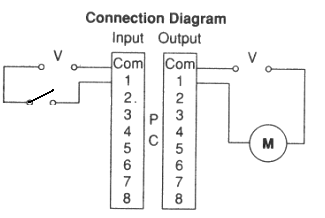 Connection Diagram
Input Output
V Com Com V
1 1
2. 2
3 3
P
4 4
C
5 5
M
6 6
7 7
8 8